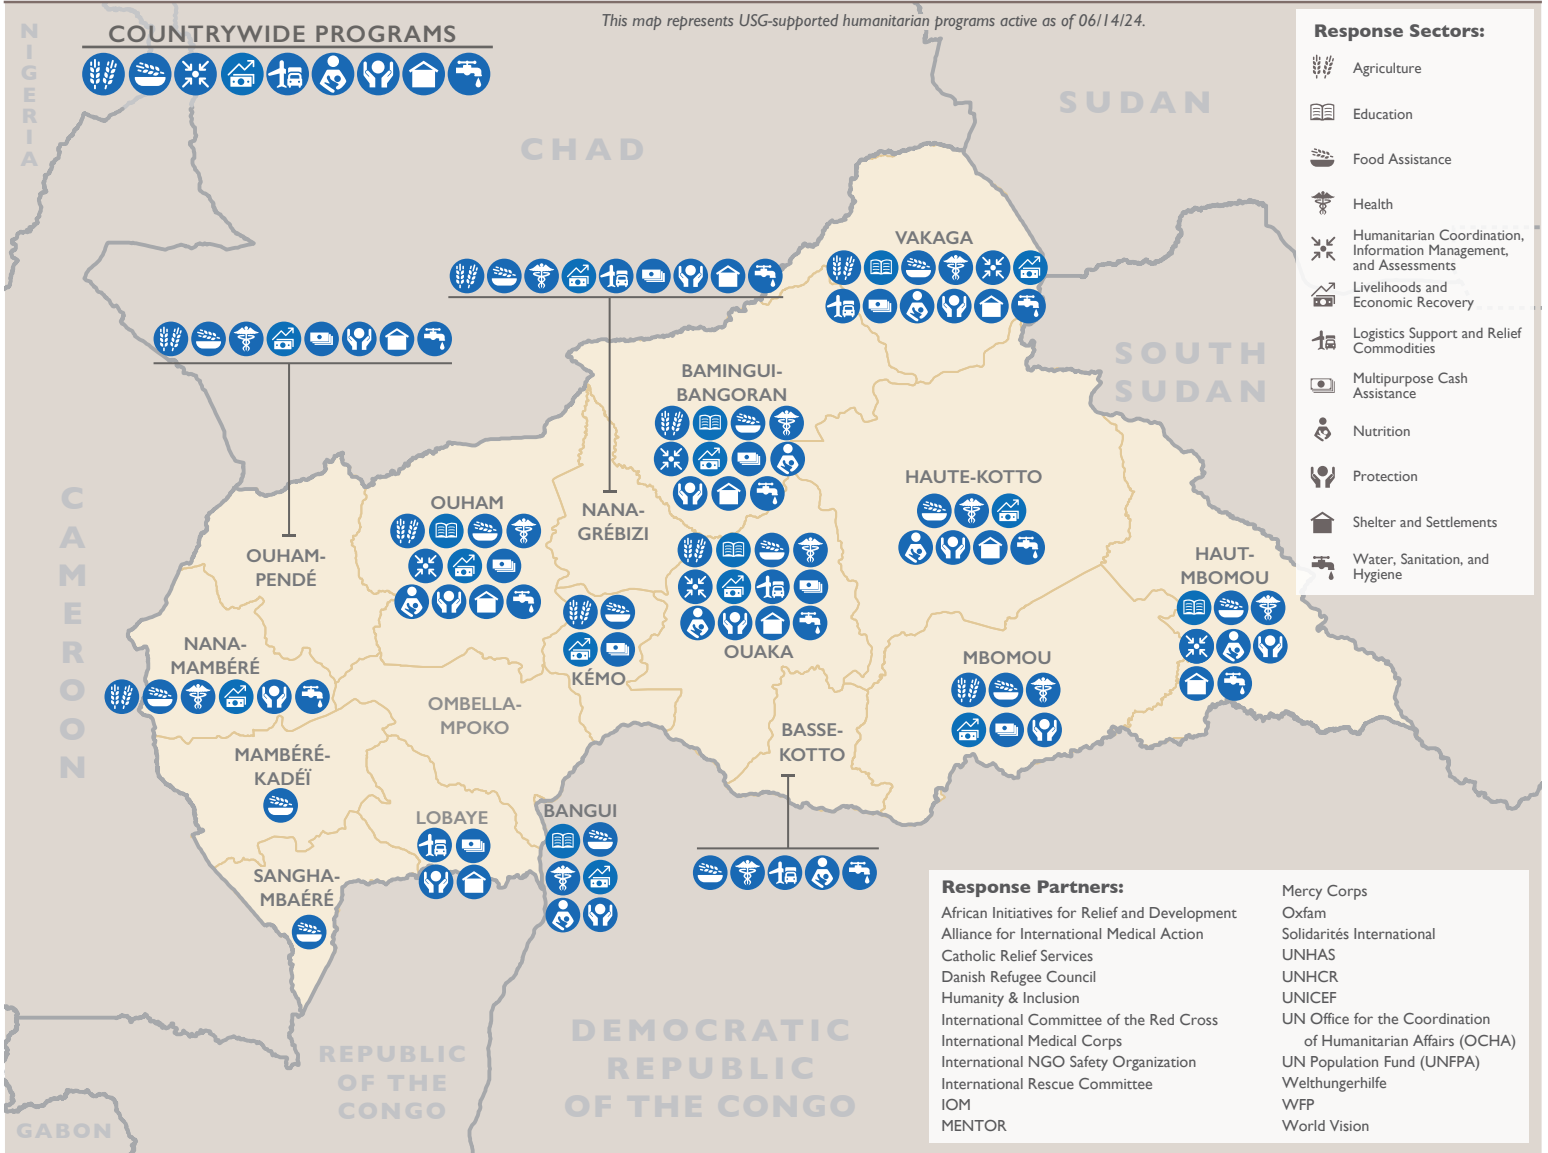 This map represents USG-supported humanitarian programs active as of 06/14/24.
COUNTRYWIDE PROGRAMS
NIGERIA
CHAD
SUDAN
SOUTH
SUDAN
CAMEROON
VAKAGA
BAMINGUI-
BANGORAN
HAUTE-KOTTO
OUHAM
NANA-
GRÉBIZI
OUHAM-
PENDÉ
HAUT-
MBOMOU
NANA-
MAMBÉRÉ
KÉMO
OUAKA
MBOMOU
OMBELLA-
MPOKO
BASSE-
KOTTO
MAMBÉRÉ-
KADÉÏ
LOBAYE
BANGUI
SANGHA-
MBAÉRÉ
DEMOCRATIC
REPUBLIC
OF THE CONGO
REPUBLIC
OF THE
CONGO
GABON
Response Sectors:
Agriculture
Education
Food Assistance
Health
Humanitarian Coordination,
Information Management,
and Assessments
Livelihoods and
Economic Recovery
Logistics Support and Relief
Commodities
Multipurpose Cash
Assistance
Nutrition
Protection
Shelter and Settlements
Water, Sanitation, and
Hygiene
Response Partners:
African Initiatives for Relief and Development
Alliance for International Medical Action
Catholic Relief Services
Danish Refugee Council
Humanity & Inclusion
International Committee of the Red Cross
International Medical Corps
International NGO Safety Organization
International Rescue Committee
IOM
MENTOR
Mercy Corps
Oxfam
Solidarités International
UNHAS
UNHCR
UNICEF
UN Office for the Coordination
of Humanitarian Affairs (OCHA)
UN Population Fund (UNFPA)
Welthungerhilfe
WFP
World Vision